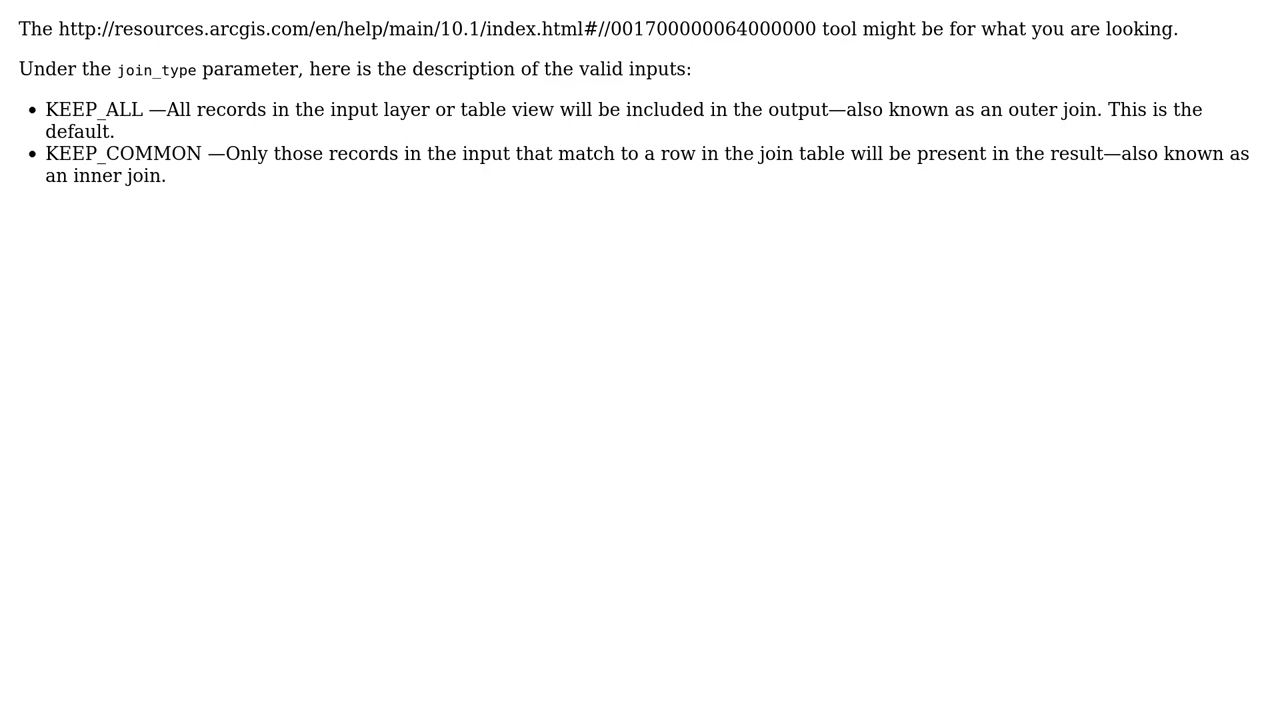 The http://resources.arcgis.com/en/help/main/10.1/index.html#//001700000064000000 tool might be for what you are looking.
Under the join_type parameter, here is the description of the valid inputs:
• KEEP_ALL —All records in the input layer or table view will be included in the output—also known as an outer join. This is the
default.
• KEEP_COMMON —Only those records in the input that match to a row in the join table will be present in the result—also known as
an inner join.